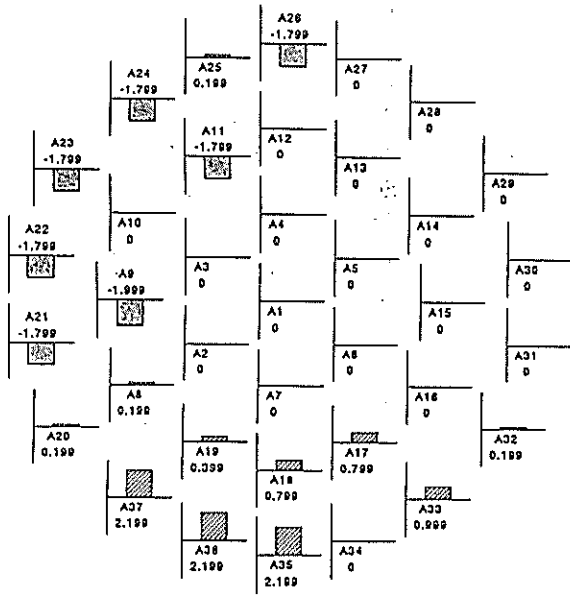 A26
-1.799
A25
0.199
A27
0
A24
-1.799
A28
0
A11
-1.799
A12
0
A23
-1.799
A13
0
A29
0
A10
0
A4
0
A14
0
A22
-1.799
A3
0
A5
0
A30
0
A9
-1.999
A1
0
A15
0
A21
-1.799
A2
0
A6
0
A31
0
A8
0.199
A7
0
A16
0
A20
0.199
A19
0.399
A17
0.799
A32
0.199
A18
0.799
A37
2.199
A33
0.999
A36
2.199
A35
2.199
A34
0